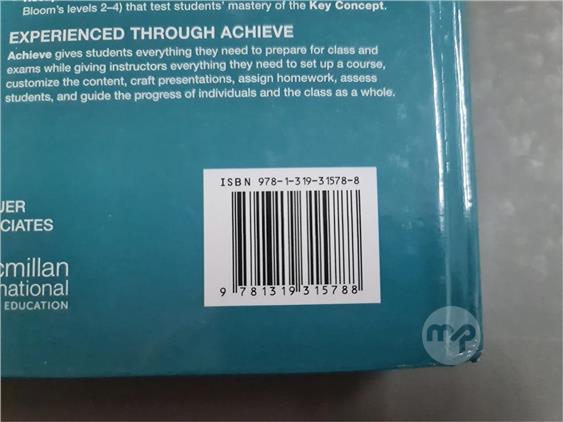 Bloom's levels 2–4) that test students' mastery of the Key Concept.
EXPERIENCED THROUGH ACHIEVE
Achieve gives students everything they need to prepare for class and
exams while giving instructors everything they need to set up a course,
customize the content, craft presentations, assign homework, assess
students, and guide the progress of individuals and the class as a whole.
ISBN 978-1-319-31578-8
9 781319 315788
UER
CIATES
cmillan
rnational
EDUCATION
mp